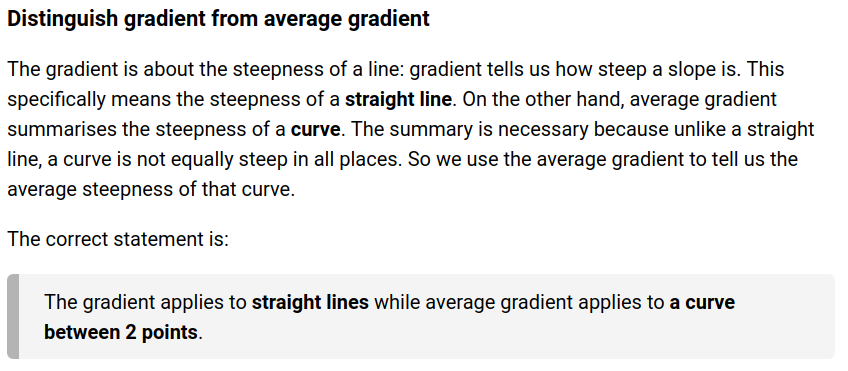 Distinguish gradient from average gradient
The gradient is about the steepness of a line: gradient tells us how steep a slope is. This
specifically means the steepness of a straight line. On the other hand, average gradient
summarises the steepness of a curve. The summary is necessary because unlike a straight
line, a curve is not equally steep in all places. So we use the average gradient to tell us the
average steepness of that curve.
The correct statement is:
The gradient applies to straight lines while average gradient applies to a curve
between 2 points.